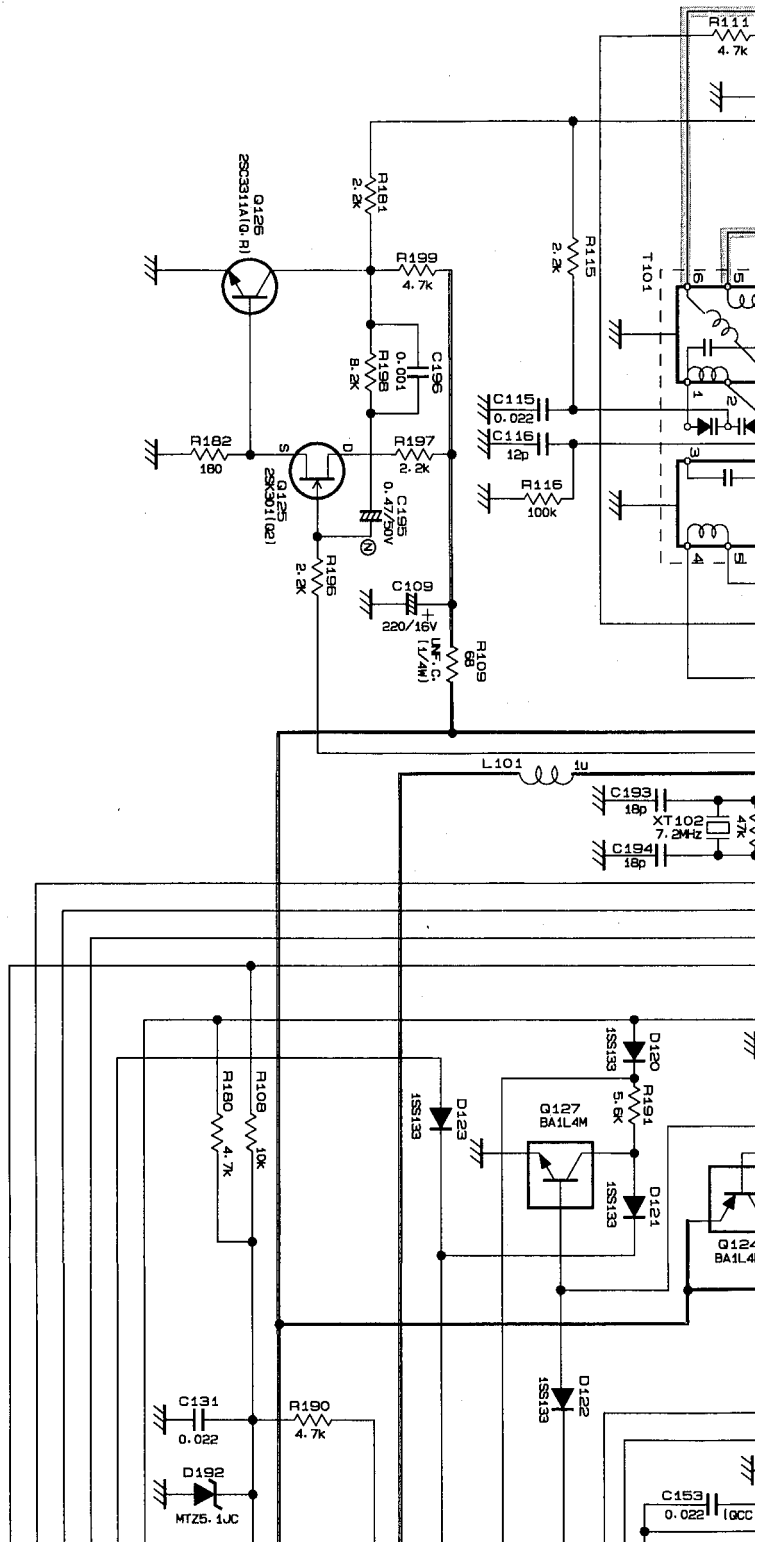 R111
4.7k
Q126
2SC3311A(Q.R)
R181
2.2K
R199
4.7K
R115
2.2K
T101
6
5
1
2
R198
8.2K
C196
0.001
C115
0.022
C116
12p
R116
100k
3
4
5
R182
180
S
D
Q125
2SK301(Q2)
R197
2.2K
C195
0.47/50V
N
R196
2.2K
C109
220/16V
+
R109
68
UNF.C.
(1/4W)
L101
1u
C193
18p
XT102
7.2MHz
47k
C194
18p
D120
1SS133
R191
5.6K
R108
10k
R180
4.7k
D123
1SS133
Q127
BA1L4M
D121
1SS133
Q124
BA1L4
D122
1SS133
C131
0.022
R190
4.7k
D192
MTZ5.1JC
C153
0.022
(QCC